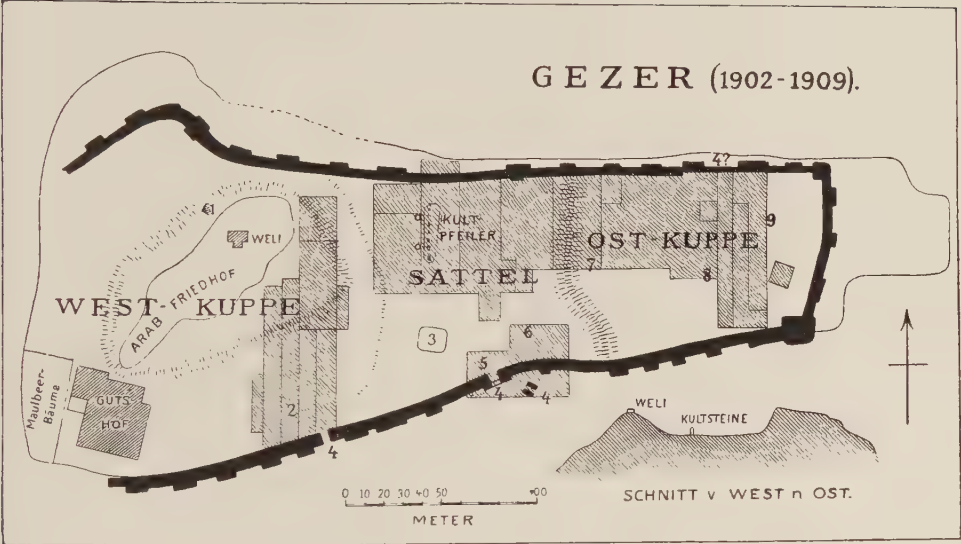 GEZER (1902-1909).
4?
1
WELI
KULT-
PFEILER
9
OST-KUPPE
7
8
SATTEL
WEST-KUPPE
ARAB-FRIEDHOF
3
6
5
4
4
Maulbeer-
Bäume
GUTS-
HOF
2
4
WELI
KULTSTEINE
0 10 20 30 40 50 100
METER
SCHNITT v WEST n OST.